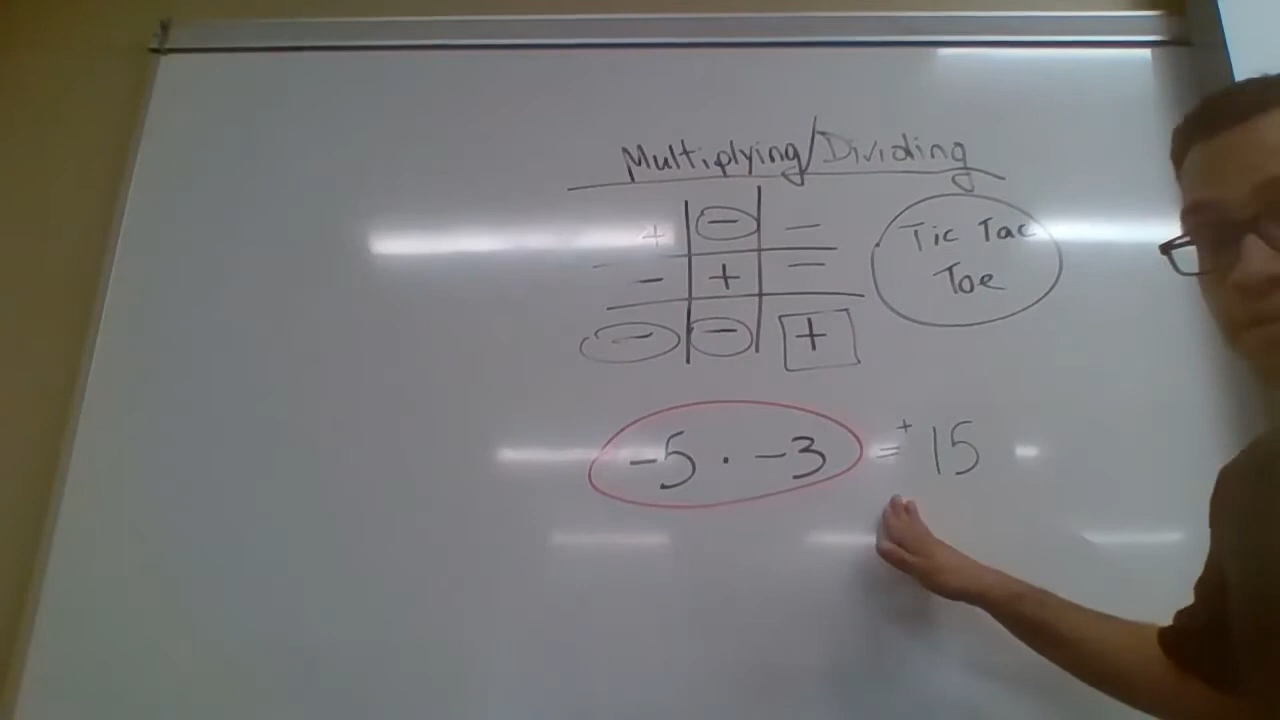 Multiplying/Dividing
+ − −
− + −
− − +
Tic Tac
Toe
-5 · -3 = +15